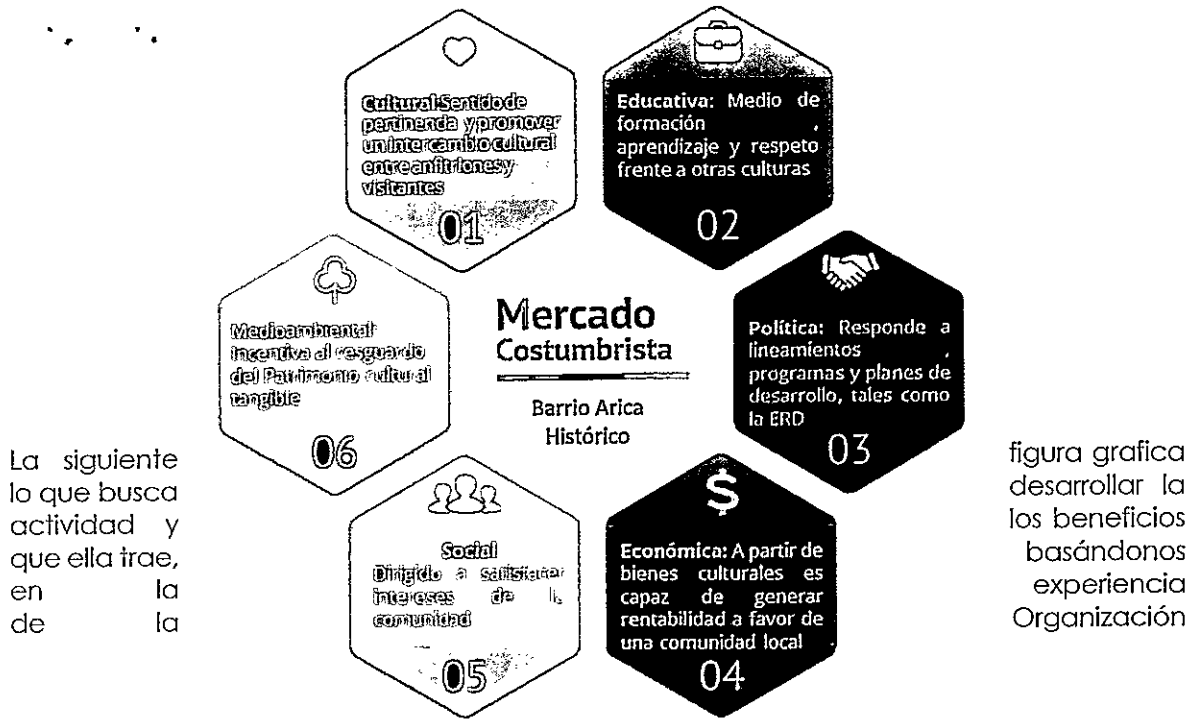 Cultural Sentido de
pertinenda y promover
un intercambio cultural
entre anfitriones y
visitantes
01
Educativa: Medio de
formación ,
aprendizaje y respeto
frente a otras culturas
02
Política: Responde a
lineamientos ,
programas y planes de
desarrollo, tales como
la ERD
03
Económica: A partir de
bienes culturales es
capaz de generar
rentabilidad a favor de
una comunidad local
04
Social
Dirigido a satisfacer
intereses de la
comunidad
05
Medioambiental
Incentiva al resguardo
del Patrimonio cultural
tangible
06
Mercado
Costumbrista
Barrio Arica
Histórico
La siguiente figura grafica
lo que busca desarrollar la
actividad y los beneficios
que ella trae, basándonos
en la experiencia
de la Organización